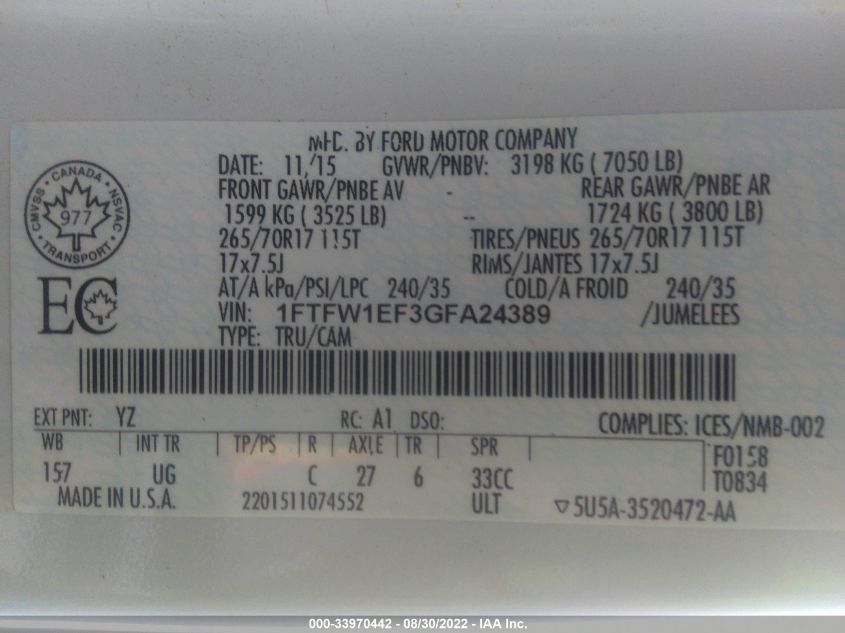 MFD. BY FORD MOTOR COMPANY
DATE: 11/15 GVWR/PNBV: 3198 KG ( 7050 LB)
FRONT GAWR/PNBE AV - REAR GAWR/PNBE AR
1599 KG ( 3525 LB) -- 1724 KG ( 3800 LB)
265/70R17 115T TIRES/PNEUS 265/70R17 115T
17x7.5J RIMS/JANTES 17x7.5J
AT/A kPa/PSI/LPC 240/35 COLD/A FROID 240/35
VIN: 1FTFW1EF3GFA24389 /JUMELEES
TYPE: TRU/CAM
CMVSS • CANADA • NSVAC
977
TRANSPORT
EC
EXT PNT: YZ RC: A1 DSO: COMPLIES: ICES/NMB-002
WB INT TR TP/PS R AXLE TR SPR F0158
157 UG C 27 6 33CC T0834
MADE IN U.S.A. 2201511074552 ULT ▽5U5A-3520472-AA
000-33970442 - 08/30/2022 - IAA Inc.